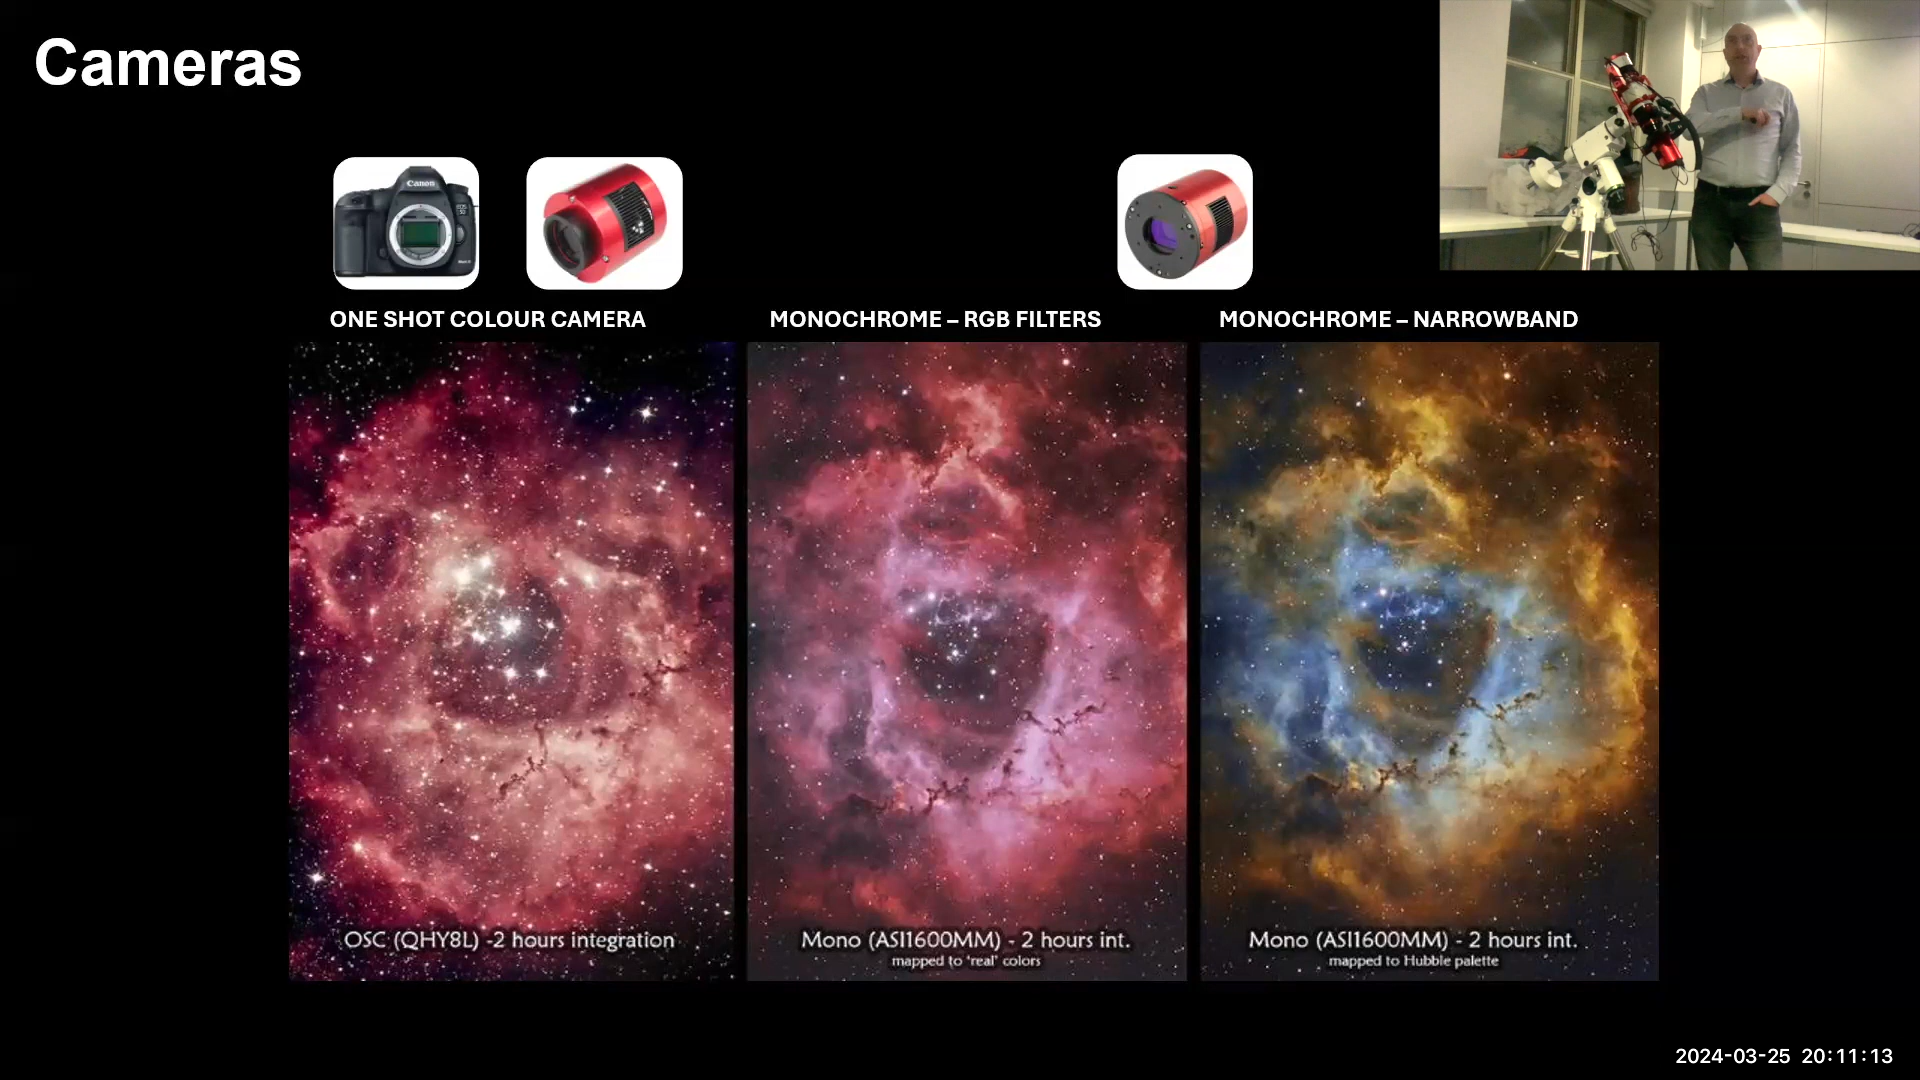 Cameras
Canon
ONE SHOT COLOUR CAMERA
MONOCHROME – RGB FILTERS
MONOCHROME – NARROWBAND
OSC (QHY8L) -2 hours integration
Mono (ASI1600MM) - 2 hours int.
mapped to 'real' colors
Mono (ASI1600MM) - 2 hours int.
mapped to Hubble palette
2024-03-25 20:11:13